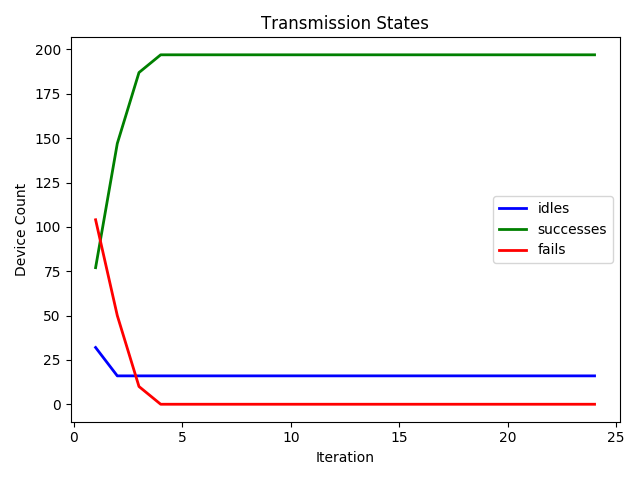 Transmission States
Device Count
200
175
150
125
100
75
50
25
0
idles
successes
fails
0 5 10 15 20 25
Iteration